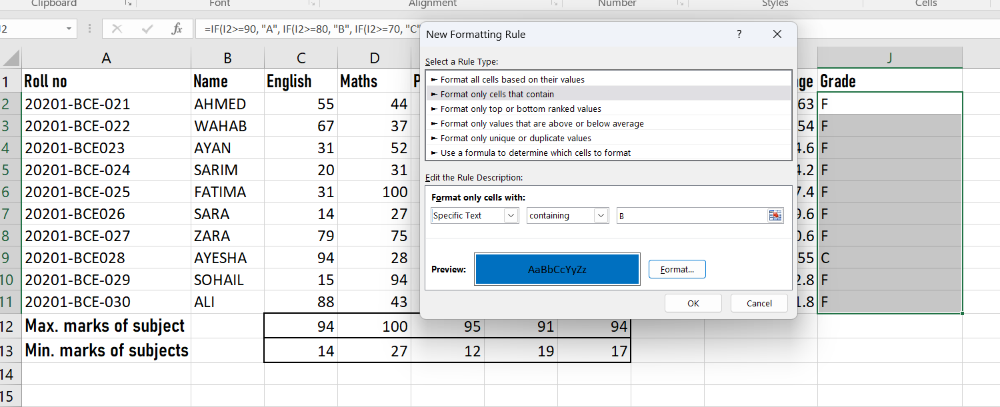 Clipboard Font Alignment Number Styles Cells
J2 fx =IF(I2>=90, "A", IF(I2>=80, "B", IF(I2>=70, "C"
New Formatting Rule ? ×
Select a Rule Type:
► Format all cells based on their values
► Format only cells that contain
► Format only top or bottom ranked values
► Format only values that are above or below average
► Format only unique or duplicate values
► Use a formula to determine which cells to format
Edit the Rule Description:
Format only cells with:
Specific Text containing B
Preview: AaBbCcYyZz Format...
OK Cancel
A B C D J
1 Roll no Name English Maths P ge Grade
2 20201-BCE-021 AHMED 55 44 63 F
3 20201-BCE-022 WAHAB 67 37 54 F
4 20201-BCE023 AYAN 31 52 4.6 F
5 20201-BCE-024 SARIM 20 31 4.2 F
6 20201-BCE-025 FATIMA 31 100 7.4 F
7 20201-BCE026 SARA 14 27 9.6 F
8 20201-BCE-027 ZARA 79 75 0.6 F
9 20201-BCE028 AYESHA 94 28 55 C
10 20201-BCE-029 SOHAIL 15 94 2.8 F
11 20201-BCE-030 ALI 88 43 1.8 F
12 Max. marks of subject 94 100 95 91 94
13 Min. marks of subjects 14 27 12 19 17
14
15